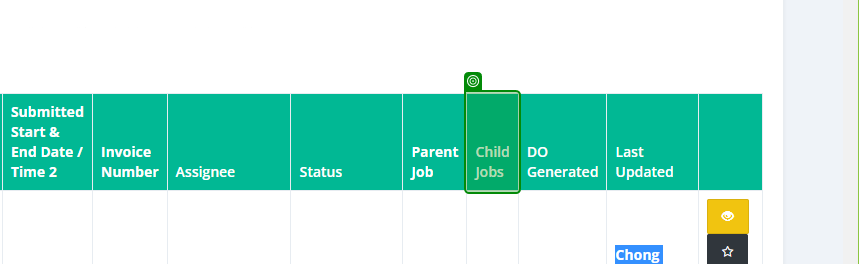 Submitted
Start &
End Date /
Time 2
Invoice
Number
Assignee
Status
Parent
Job
Child
Jobs
DO
Generated
Last
Updated
Chong